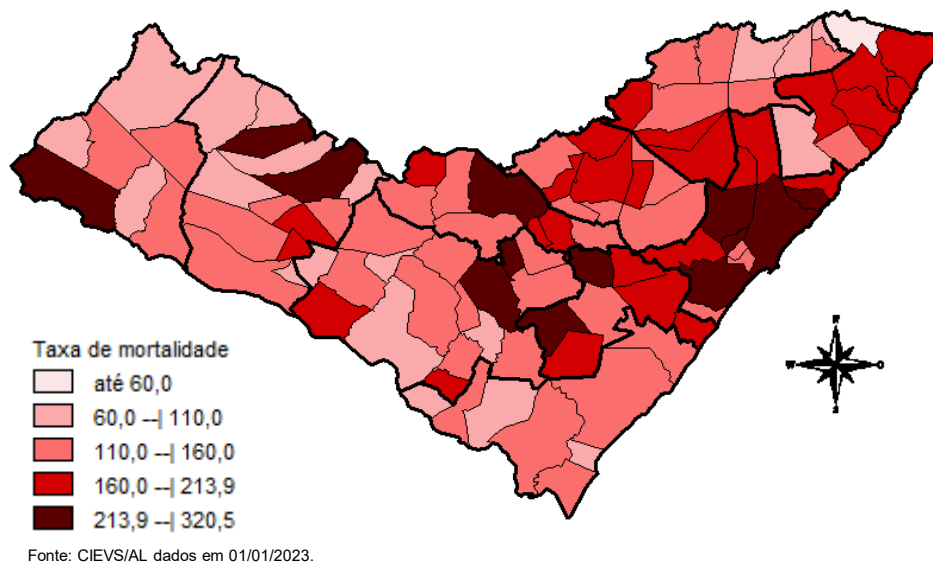 Taxa de mortalidade
até 60,0
60,0 --| 110,0
110,0 --| 160,0
160,0 --| 213,9
213,9 --| 320,5
Fonte: CIEVS/AL dados em 01/01/2023.
N
W
O
S